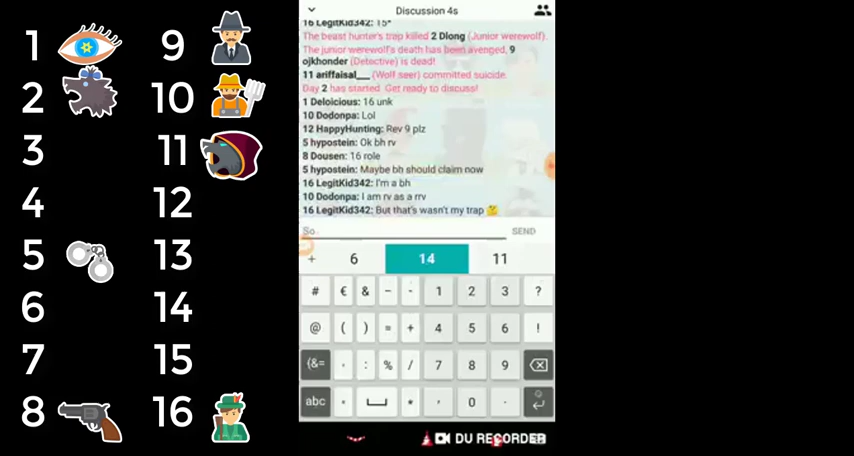 1
9
2
10
3
11
4
12
5
13
6
14
7
15
8
16
Discussion 4s
16 LegitKid342: 15*
The beast hunter's trap killed 2 Dlong (Junior werewolf).
The junior werewolf's death has been avenged, 9
ojkhonder (Detective) is dead!
11 ariffaisal__ (Wolf seer) committed suicide.
Day 2 has started. Get ready to discuss!
1 Deloicious: 16 unk
10 Dodonpa: Lol
12 HappyHunting: Rev 9 plz
5 hypostein: Ok bh rv
8 Dousen: 16 role
5 hypostein: Maybe bh should claim now
16 LegitKid342: I'm a bh
10 Dodonpa: I am rv as a rrv
16 LegitKid342: But that's wasn't my trap 🤔
So
SEND
+ 6 14 11
# € & – - 1 2 3 ?
@ ( ) = + 4 5 6 !
{&= · : % / 7 8 9
abc 0
DU RECORDER